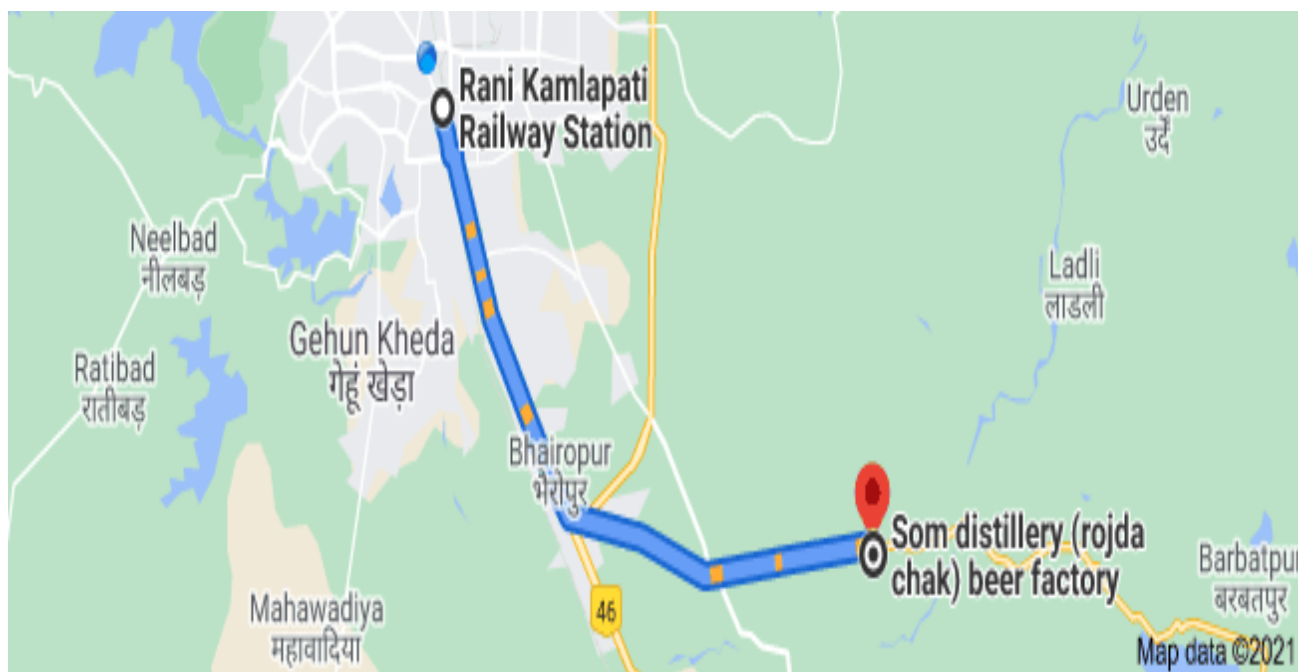 Rani Kamlapati
Railway Station
Urden
उर्दे
Neelbad
नीलबड़
Ladli
लाडली
Gehun Kheda
गेहूं खेड़ा
Ratibad
रातीबड़
Bhairopur
भैरोपुर
Som distillery (rojda
chak) beer factory
Barbatpur
बरबतपुर
46
Mahawadiya
महावादिया
Map data ©2021